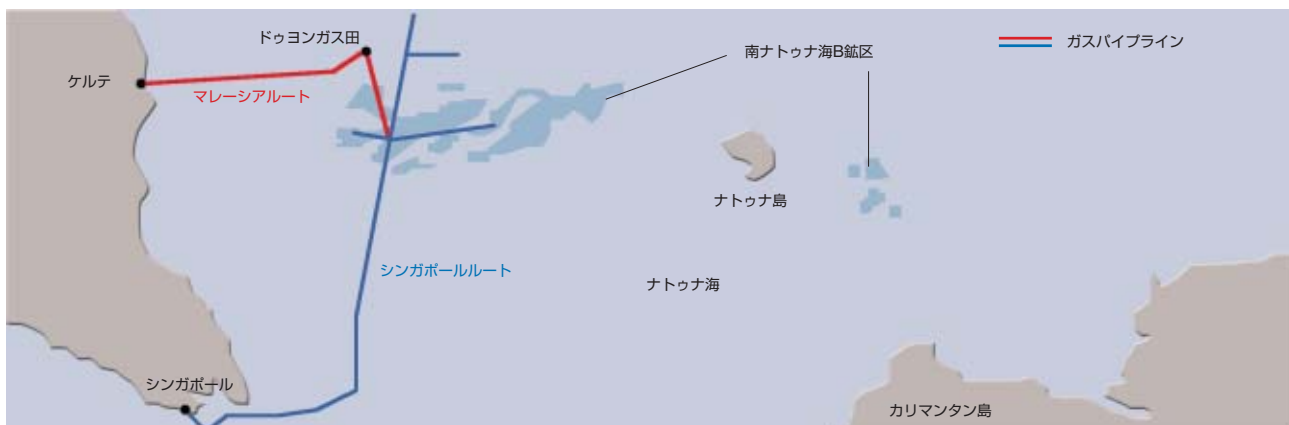 ドゥヨンガス田
南ナトゥナ海B鉱区
ガスパイプライン
ケルテ
マレーシアルート
ナトゥナ島
シンガポールルート
ナトゥナ海
シンガポール
カリマンタン島